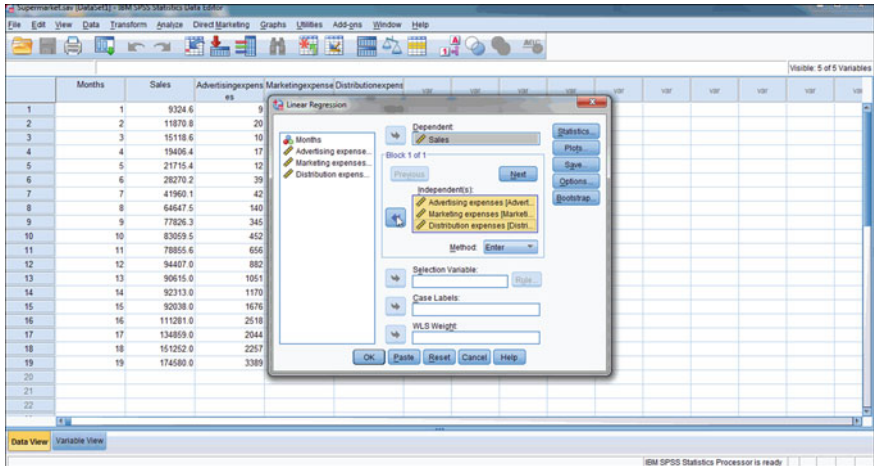 Supermarket.sav [DataSet1] - IBM SPSS Statistics Data Editor
File Edit View Data Transform Analyze Direct Marketing Graphs Utilities Add-ons Window Help
Visible: 5 of 5 Variables
Months Sales Advertisingexpenses Marketingexpense Distributionexpens var var var var var var var
1 1 9324.6 9
2 2 11870.8 20
3 3 15118.6 10
4 4 19406.4 17
5 5 21715.4 12
6 6 28270.2 39
7 7 41960.1 42
8 8 64647.5 140
9 9 77826.3 345
10 10 83059.5 452
11 11 78855.6 656
12 12 94407.0 882
13 13 90615.0 1051
14 14 92313.0 1170
15 15 92038.0 1676
16 16 111281.0 2518
17 17 134859.0 2044
18 18 151252.0 2257
19 19 174580.0 3389
20
21
22
Linear Regression
Months
Advertising expense...
Marketing expenses...
Distribution expens...
Dependent:
Sales
Block 1 of 1
Previous
Next
Independent(s):
Advertising expenses [Advert...
Marketing expenses [Marketi...
Distribution expenses [Distri...
Method: Enter
Selection Variable:
Rule...
Case Labels:
WLS Weight:
Statistics...
Plots...
Save...
Options...
Bootstrap...
OK Paste Reset Cancel Help
Data View Variable View
IBM SPSS Statistics Processor is ready